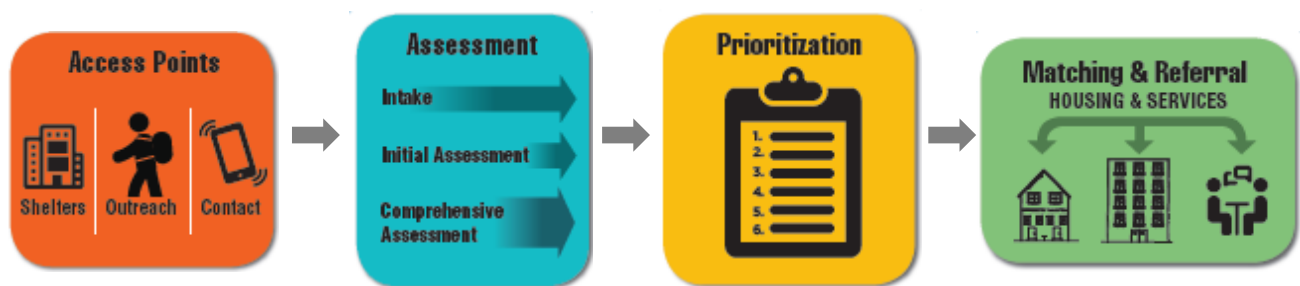 Access Points
Shelters
Outreach
Contact
Assessment
Intake
Initial Assessment
Comprehensive
Assessment
Prioritization
1.
2.
3.
4.
5.
6.
Matching & Referral
HOUSING & SERVICES